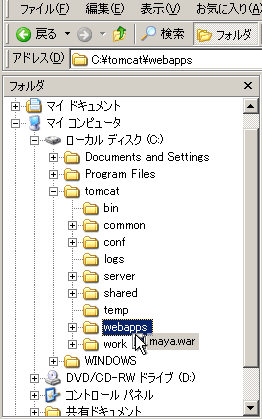 ファイル(F) 編集(E) 表示(V) お気に入り(A)
戻る 検索 フォルダ
アドレス(D) C:¥tomcat¥webapps
フォルダ
マイ ドキュメント
マイ コンピュータ
ローカル ディスク (C:)
Documents and Settings
Program Files
tomcat
bin
common
conf
logs
server
shared
temp
webapps
work maya.war
WINDOWS
DVD/CD-RW ドライブ (D:)
コントロール パネル
共有ドキュメント